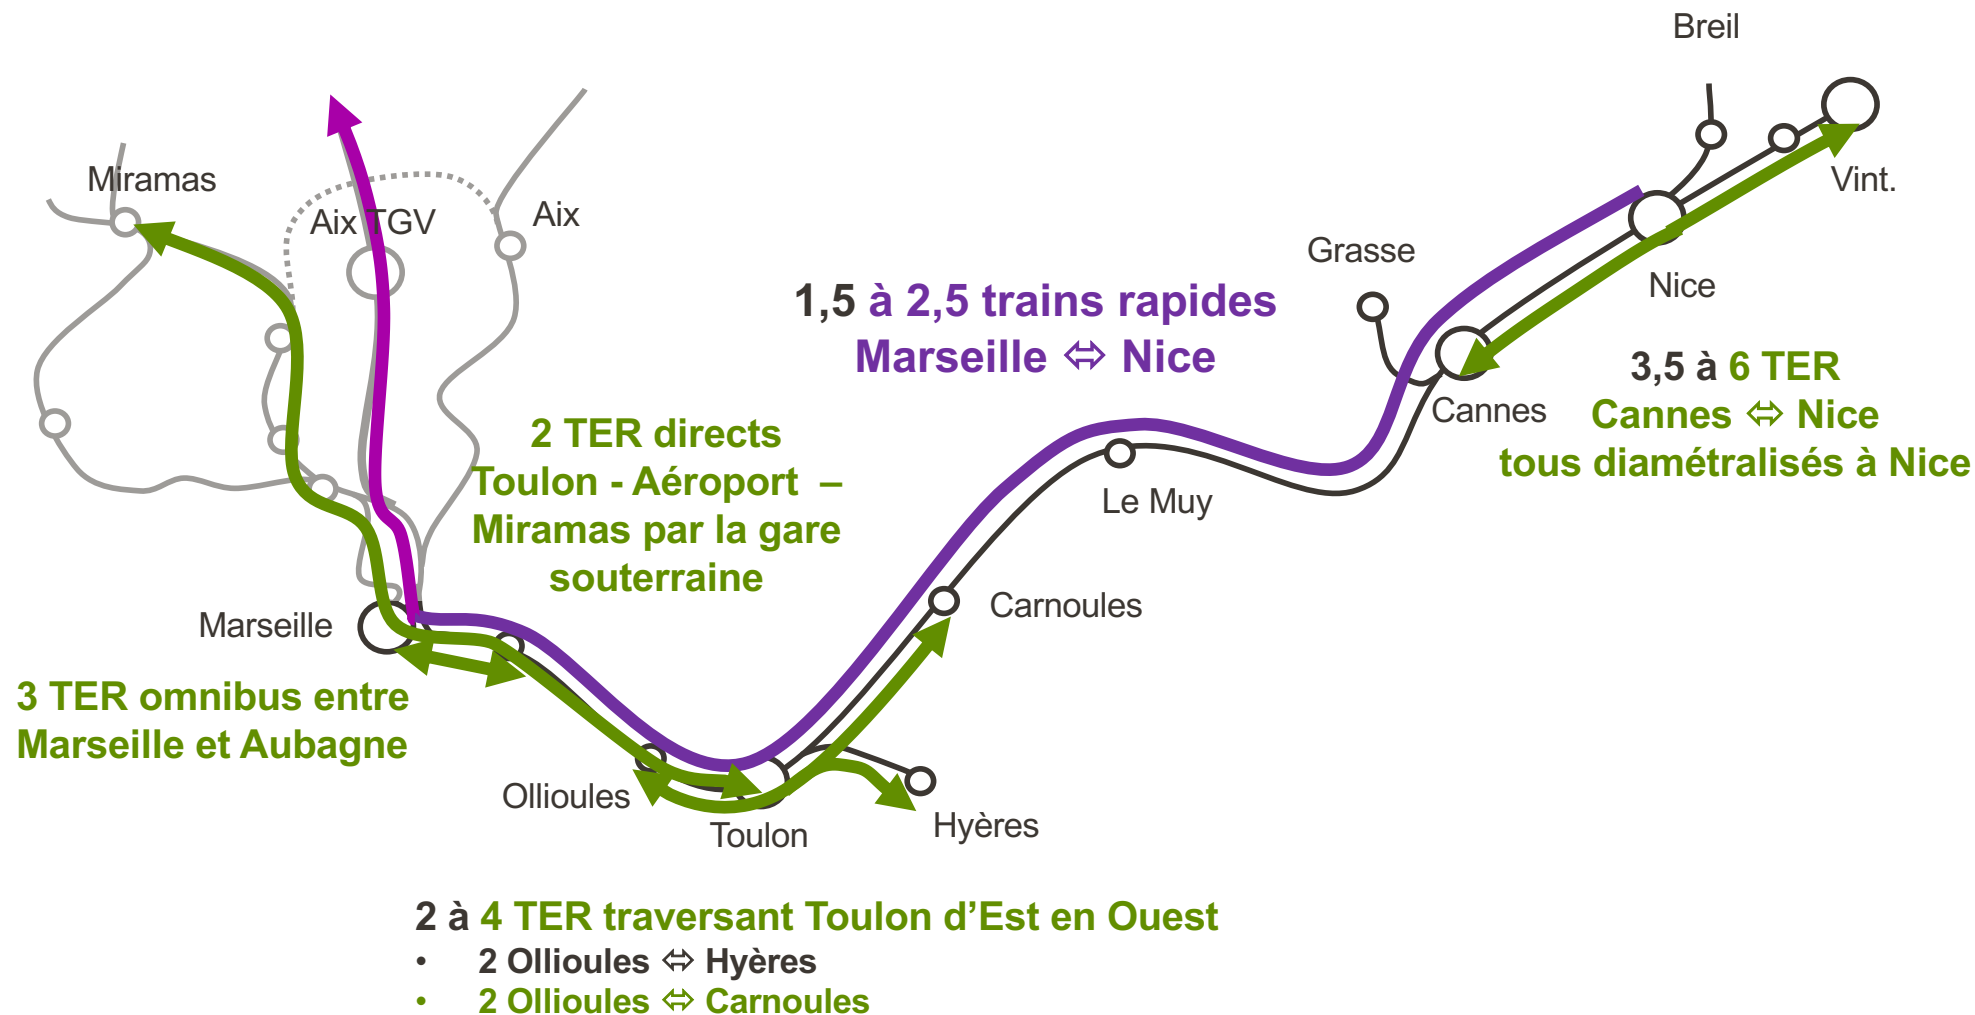 Breil
Miramas
Vint.
Aix TGV
Aix
Grasse
Nice
1,5 à 2,5 trains rapides
Marseille ⇔ Nice
3,5 à 6 TER
Cannes ⇔ Nice
tous diamétralisés à Nice
Cannes
2 TER directs
Toulon - Aéroport –
Miramas par la gare
souterraine
Le Muy
Carnoules
Marseille
3 TER omnibus entre
Marseille et Aubagne
Ollioules
Toulon
Hyères
2 à 4 TER traversant Toulon d’Est en Ouest
• 2 Ollioules ⇔ Hyères
• 2 Ollioules ⇔ Carnoules